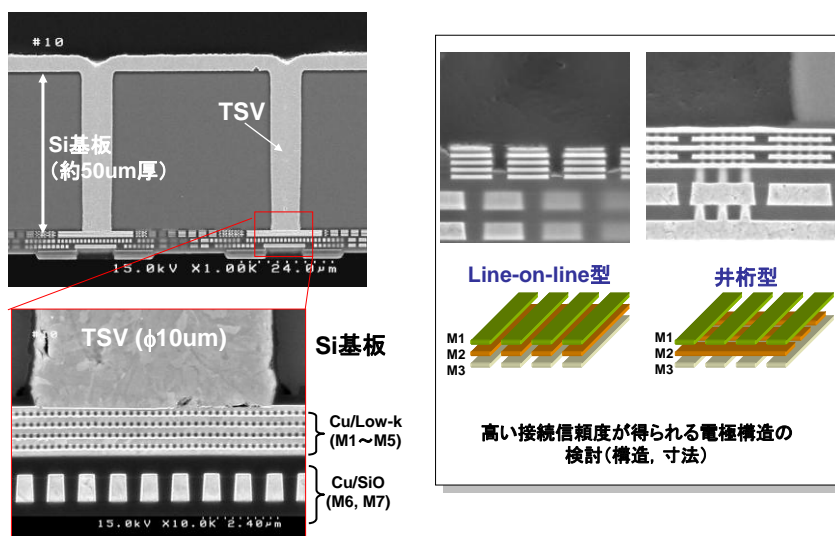 #10
TSV
Si基板
(約50um厚)
15.0kV X1.00K 24.0μm
TSV (φ10um)
Si基板
Cu/Low-k
(M1～M5)
Cu/SiO
(M6, M7)
15.0kV X10.0K 2.40μm
Line-on-line型
井桁型
M1
M2
M3
M1
M2
M3
高い接続信頼度が得られる電極構造の
検討(構造, 寸法)